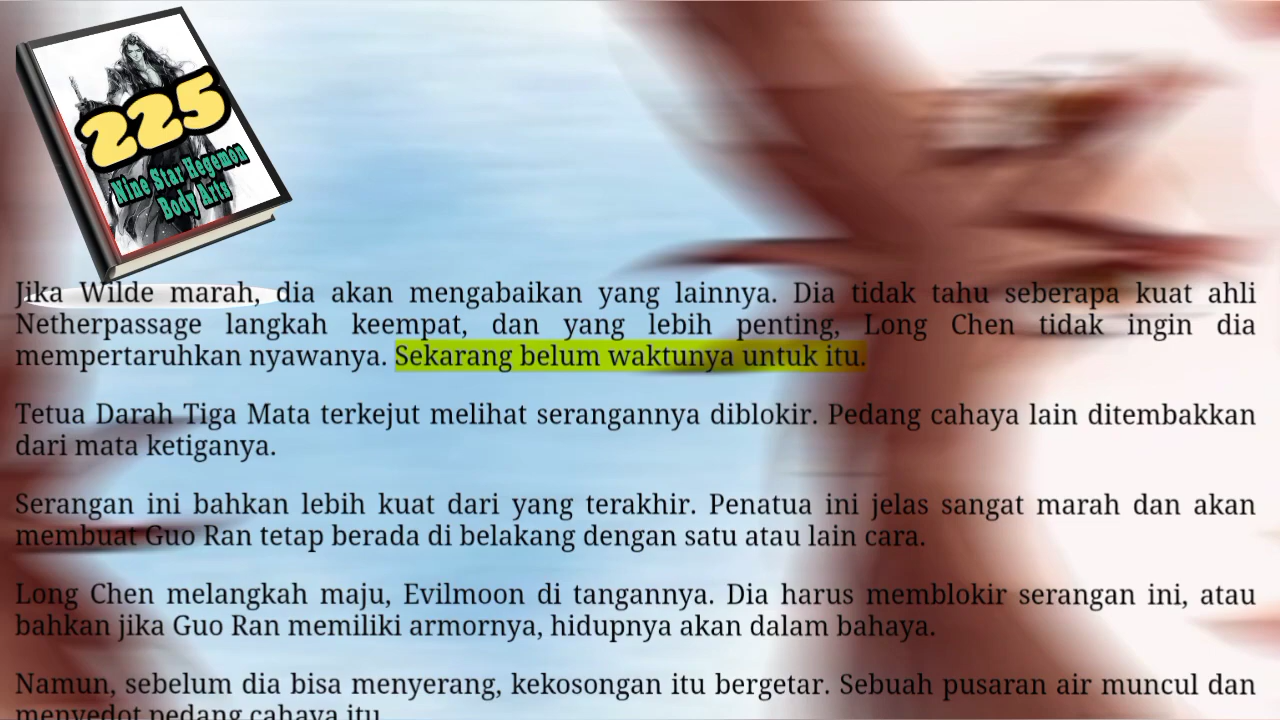 225
Nine Star Hegemon
Body Arts
Jika Wilde marah, dia akan mengabaikan yang lainnya. Dia tidak tahu seberapa kuat ahli
Netherpassage langkah keempat, dan yang lebih penting, Long Chen tidak ingin dia
mempertaruhkan nyawanya. Sekarang belum waktunya untuk itu.
Tetua Darah Tiga Mata terkejut melihat serangannya diblokir. Pedang cahaya lain ditembakkan
dari mata ketiganya.
Serangan ini bahkan lebih kuat dari yang terakhir. Penatua ini jelas sangat marah dan akan
membuat Guo Ran tetap berada di belakang dengan satu atau lain cara.
Long Chen melangkah maju, Evilmoon di tangannya. Dia harus memblokir serangan ini, atau
bahkan jika Guo Ran memiliki armornya, hidupnya akan dalam bahaya.
Namun, sebelum dia bisa menyerang, kekosongan itu bergetar. Sebuah pusaran air muncul dan
menyedot pedang cahaya itu.